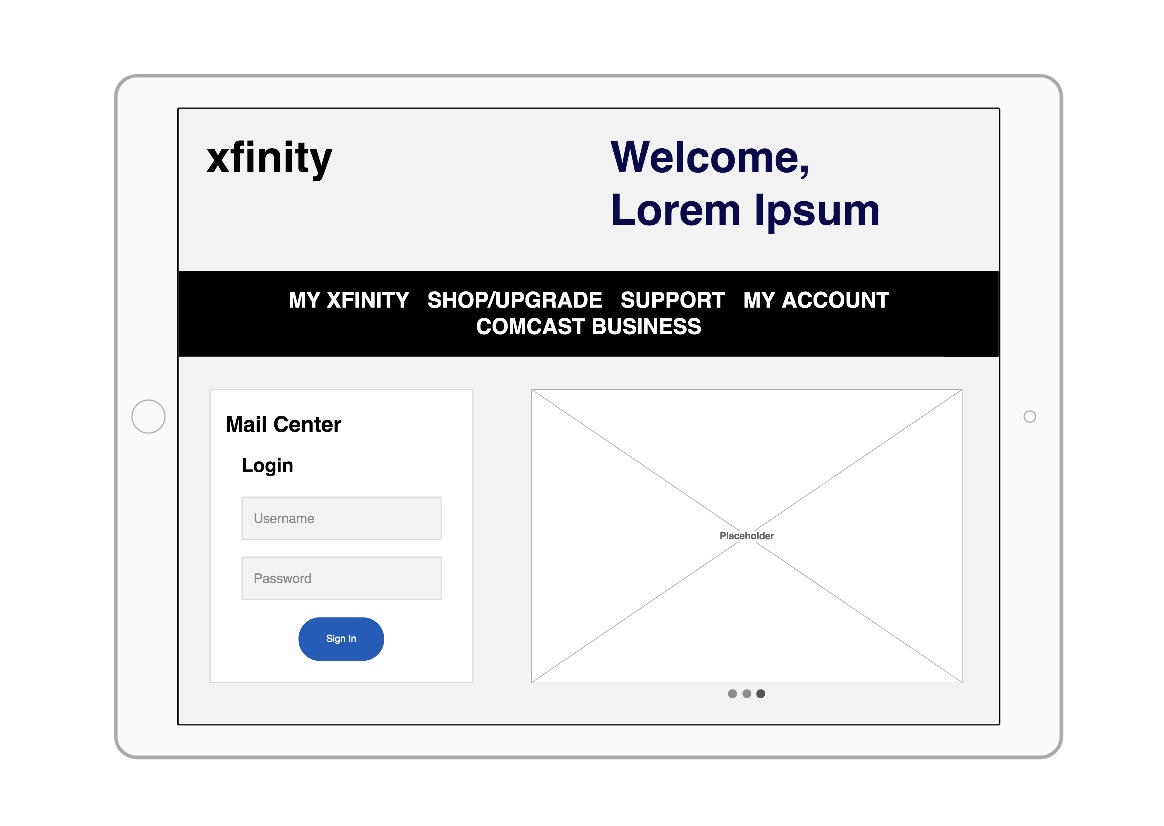 xfinity
Welcome,
Lorem Ipsum
MY XFINITY SHOP/UPGRADE SUPPORT MY ACCOUNT
COMCAST BUSINESS
Mail Center
Login
Username
Password
Sign In
Placeholder